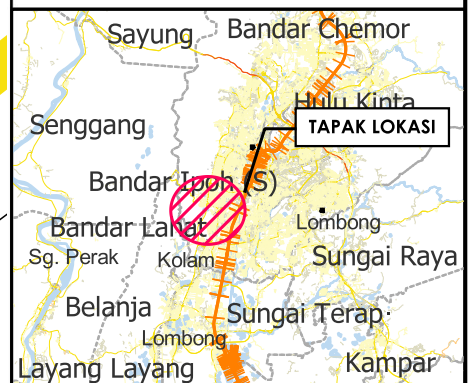 Sayung
Bandar Chemor
Hulu Kinta
Senggang
TAPAK LOKASI
Bandar Ipoh (S)
Bandar Lahat
Lombong
Sg. Perak
Kolam
Sungai Raya
Belanja
Sungai Terap
Lombong
Layang Layang
Kampar